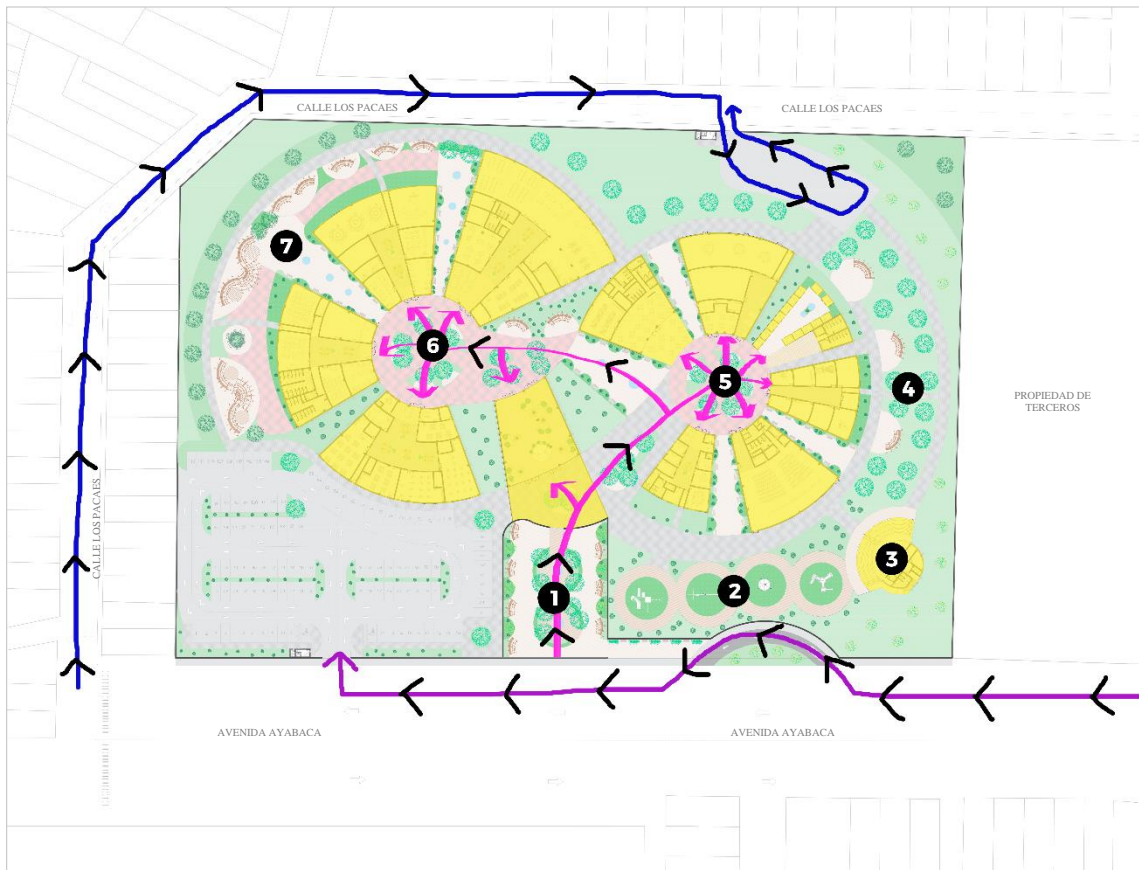 CALLE LOS PACAES
CALLE LOS PACAES
7
6
5
4
PROPIEDAD DE
TERCEROS
CALLE LOS PACAES
3
1
2
AVENIDA AYABACA
AVENIDA AYABACA